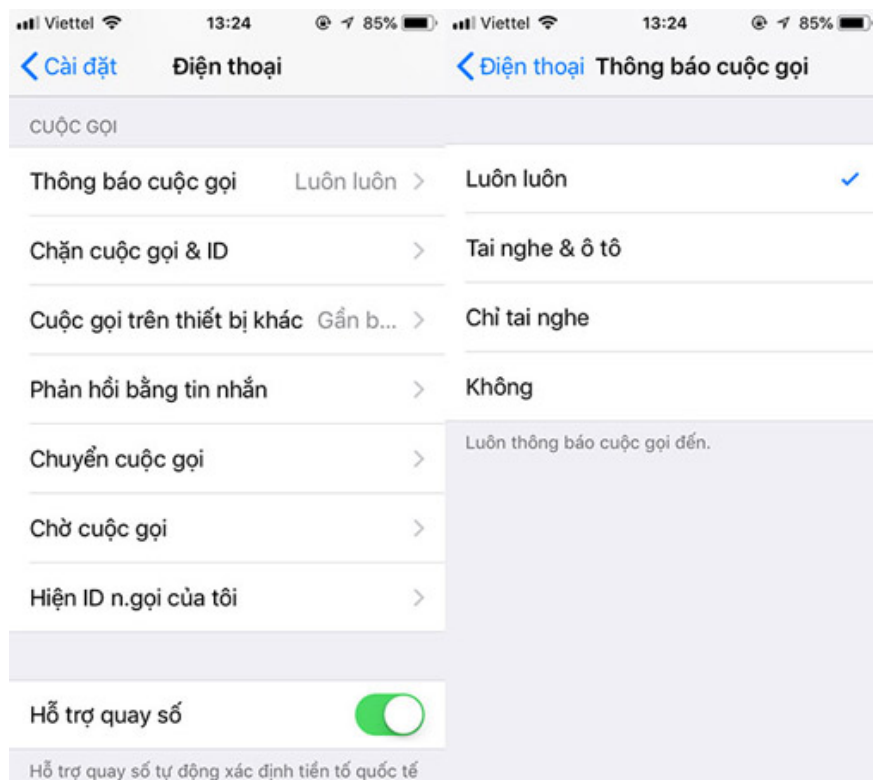 Viettel 13:24 85%
Cài đặt Điện thoại
CUỘC GỌI
Thông báo cuộc gọi Luôn luôn
Chặn cuộc gọi & ID
Cuộc gọi trên thiết bị khác Gần b...
Phản hồi bằng tin nhắn
Chuyển cuộc gọi
Chờ cuộc gọi
Hiện ID n.gọi của tôi
Hỗ trợ quay số
Hỗ trợ quay số tự động xác định tiền tố quốc tế
Viettel 13:24 85%
Điện thoại Thông báo cuộc gọi
Luôn luôn
Tai nghe & ô tô
Chỉ tai nghe
Không
Luôn thông báo cuộc gọi đến.